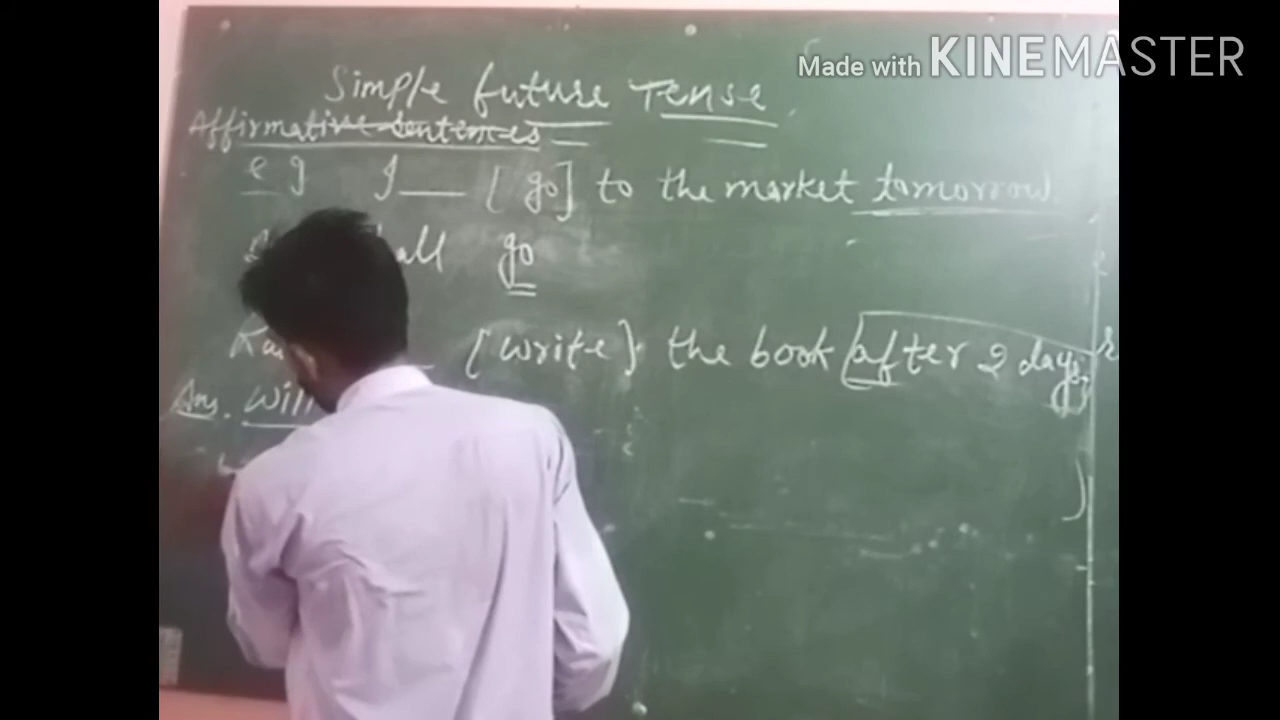 Made with KINEMASTER
Simple future Tense
Affirmative Sentences
e g I ___ [ go ] to the market tomorrow.
all go
[ write ] the book after 2 days
Ans. Will